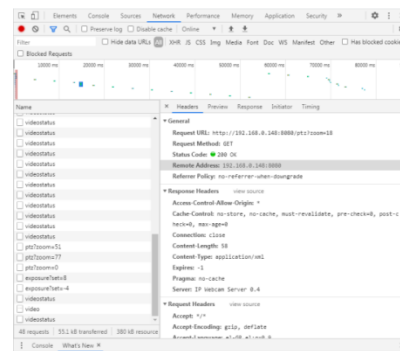 Elements Console Sources Network Performance Memory Application Security »
Preserve log Disable cache Online
Filter Hide data URLs All XHR JS CSS Img Media Font Doc WS Manifest Other Has blocked cookie
Blocked Requests
10000 ms 20000 ms 30000 ms 40000 ms 50000 ms 60000 ms 70000 ms 80000 ms
Name
videostatus
videostatus
videostatus
videostatus
videostatus
videostatus
videostatus
videostatus
videostatus
videostatus
ptz?zoom=51
ptz?zoom=77
ptz?zoom=0
exposure?set=8
exposure?set=-4
videostatus
video
videostatus
48 requests 55.1 kB transferred 380 kB resource
× Headers Preview Response Initiator Timing
General
Request URL: http://192.168.0.140:8080/ptz?zoom=18
Request Method: GET
Status Code: 200 OK
Remote Address: 192.168.0.140:8080
Referrer Policy: no-referrer-when-downgrade
Response Headers view source
Access-Control-Allow-Origin: *
Cache-Control: no-store, no-cache, must-revalidate, pre-check=0, post-c
heck=0, max-age=0
Connection: close
Content-Length: 58
Content-Type: application/xml
Expires: -1
Pragma: no-cache
Server: IP Webcam Server 0.4
Request Headers view source
Accept: */*
Accept-Encoding: gzip, deflate
Console What's New ×